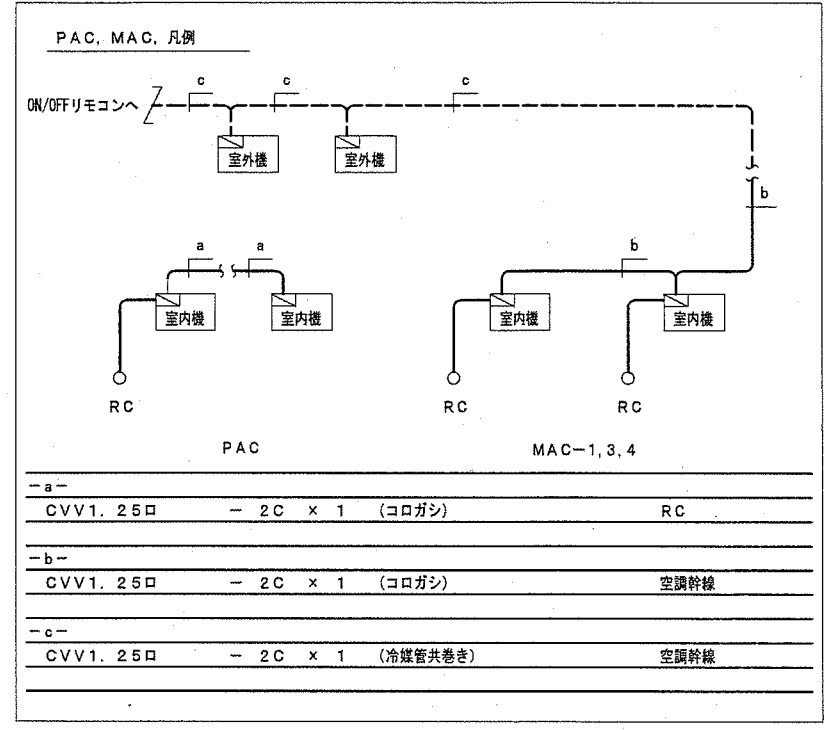 PAC, MAC, 凡例
c c c
ON/OFFリモコンへ
室外機 室外機
b
a a b
室内機 室内機 室内機 室内機
RC RC RC
PAC MAC-1,3,4
-a-
CVV1.25□ - 2C × 1 (コロガシ) RC
-b-
CVV1.25□ - 2C × 1 (コロガシ) 空調幹線
-c-
CVV1.25□ - 2C × 1 (冷媒管共巻き) 空調幹線